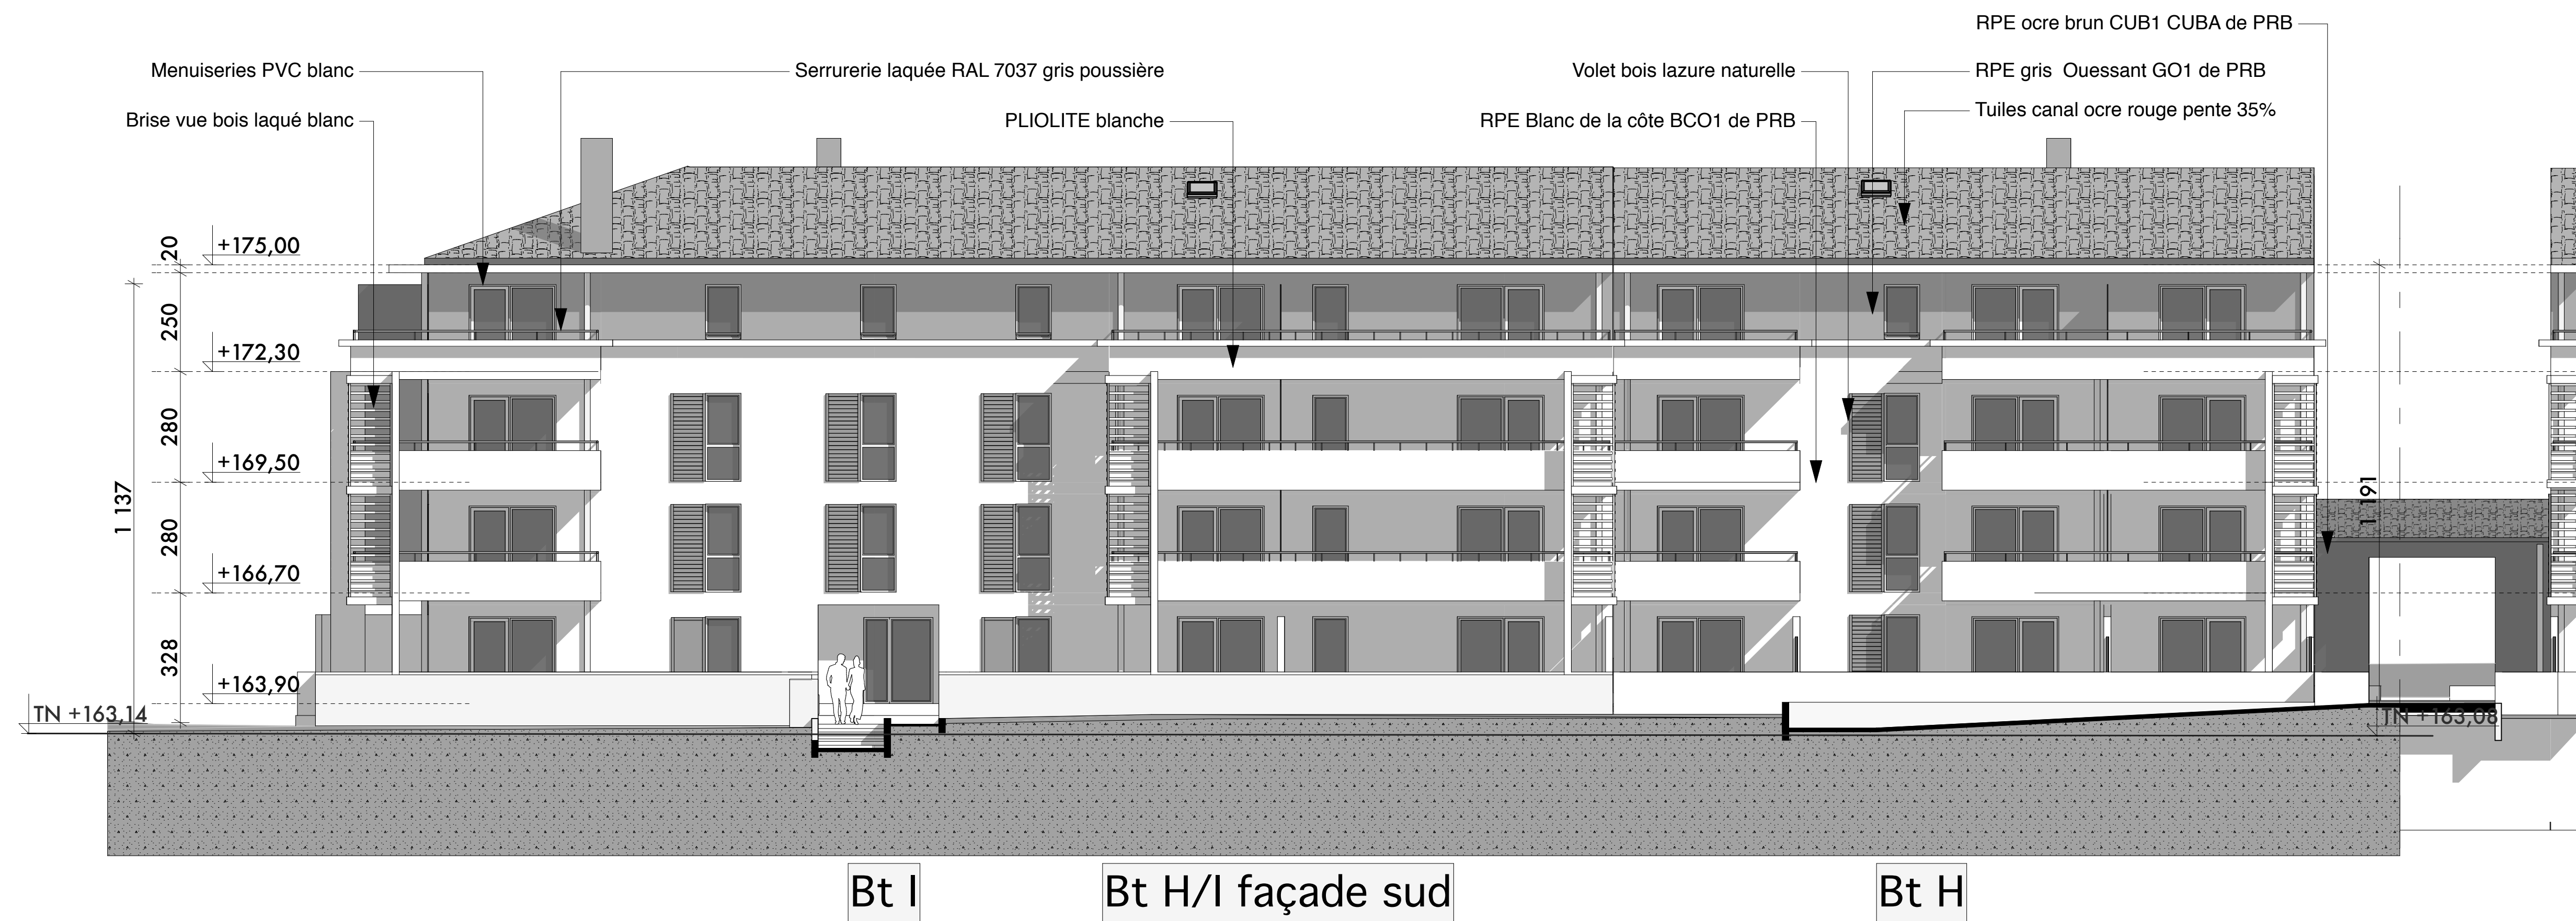 RPE ocre brun CUB1 CUBA de PRB
Menuiseries PVC blanc
Serrurerie laquée RAL 7037 gris poussière
Volet bois lazure naturelle
RPE gris  Ouessant GO1 de PRB
Brise vue bois laqué blanc
PLIOLITE blanche
RPE Blanc de la côte BCO1 de PRB
Tuiles canal ocre rouge pente 35%
20
+175,00
250
+172,30
280
+169,50
1 137
1 191
280
+166,70
328
+163,90
TN +163,14
TN +163,08
Bt I
Bt H/I façade sud
Bt H